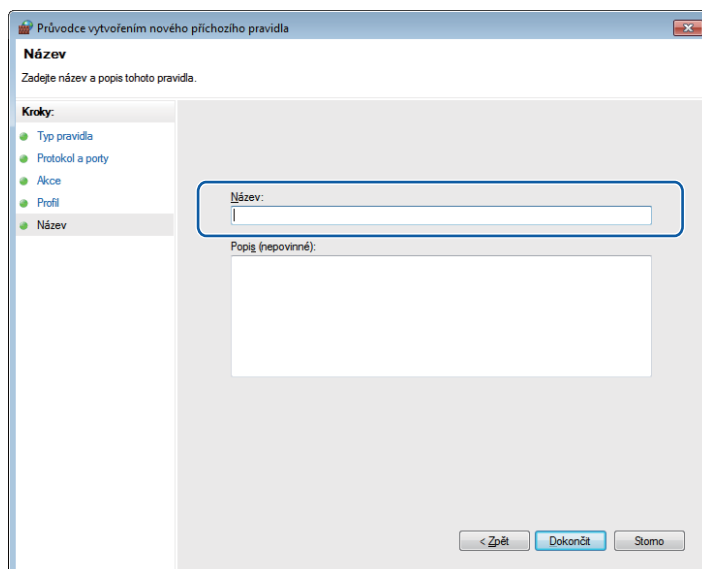 Průvodce vytvořením nového příchozího pravidla
Název
Zadejte název a popis tohoto pravidla.
Kroky:
Typ pravidla
Protokol a porty
Akce
Profil
Název
Název:
Popis (nepovinné):
< Zpět
Dokončit
Storno